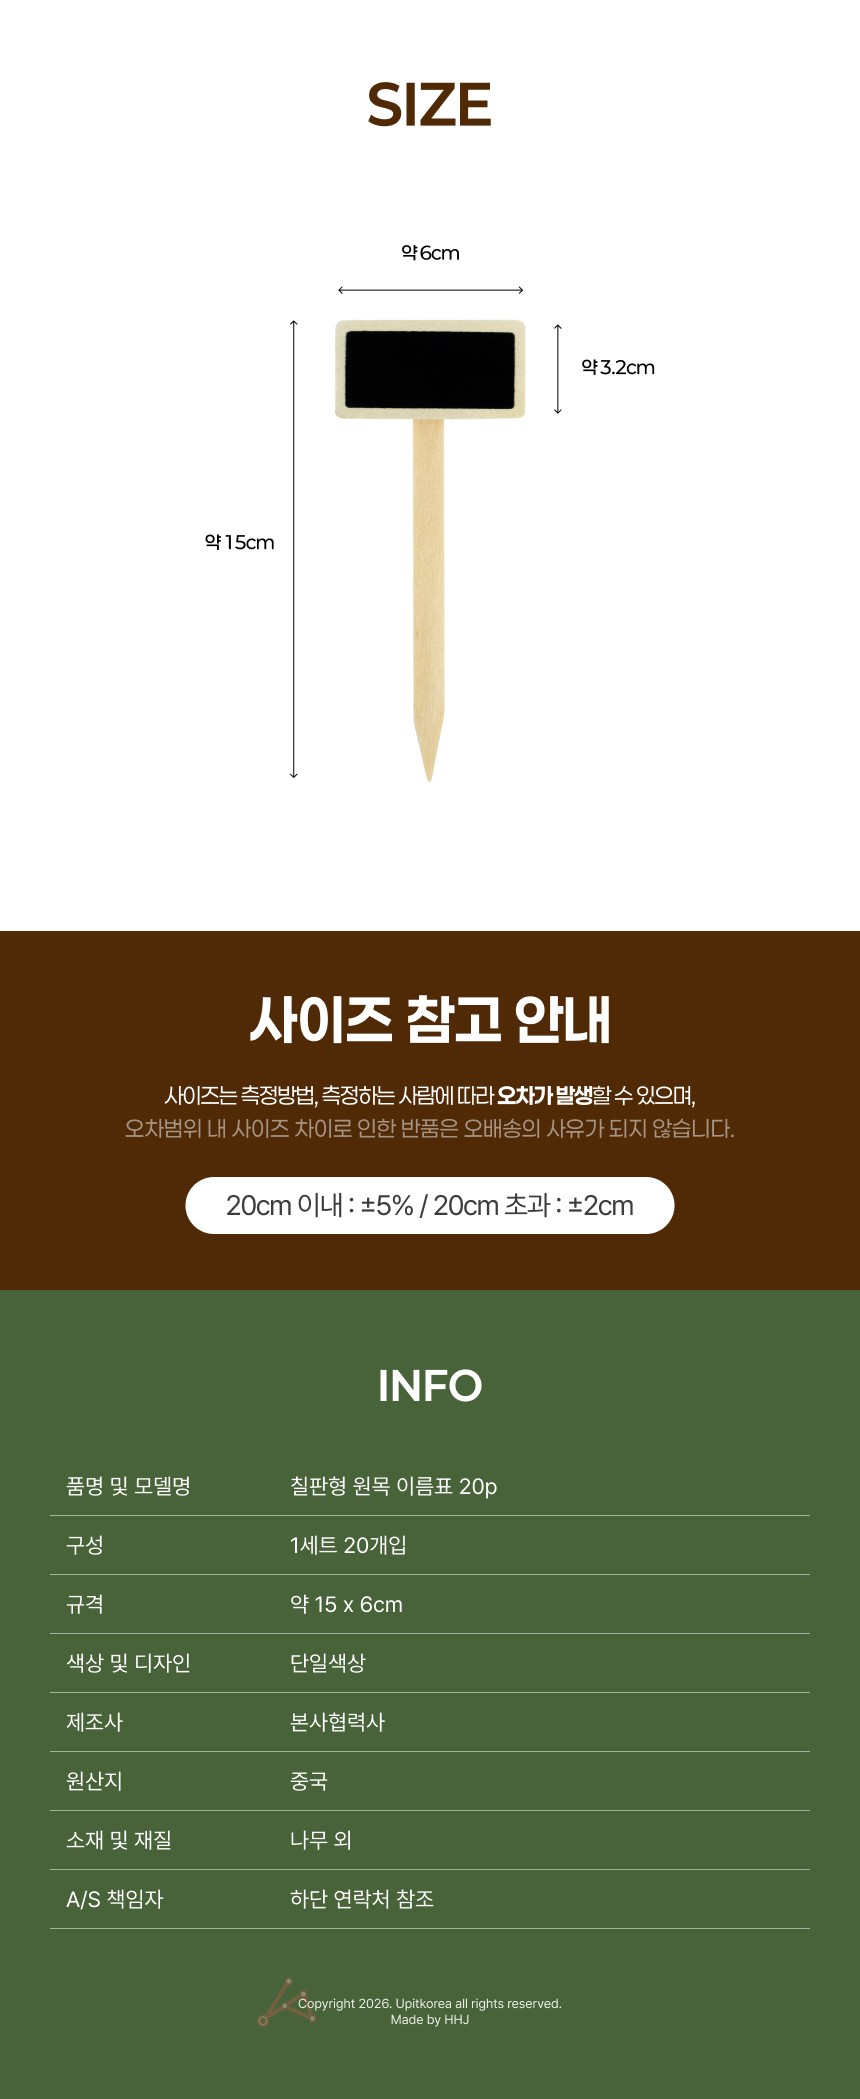 SIZE
약 6cm
약 3.2cm
약 15cm
사이즈 참고 안내
사이즈는 측정방법, 측정하는 사람에 따라 오차가 발생할 수 있으며,
오차범위 내 사이즈 차이로 인한 반품은 오배송의 사유가 되지 않습니다.
20cm 이내 : ±5% / 20cm 초과 : ±2cm
INFO
품명 및 모델명 칠판형 원목 이름표 20p
구성 1세트 20개입
규격 약 15 x 6cm
색상 및 디자인 단일색상
제조사 본사협력사
원산지 중국
소재 및 재질 나무 외
A/S 책임자 하단 연락처 참조
Copyright 2026. Upitkorea all rights reserved.
Made by HHJ